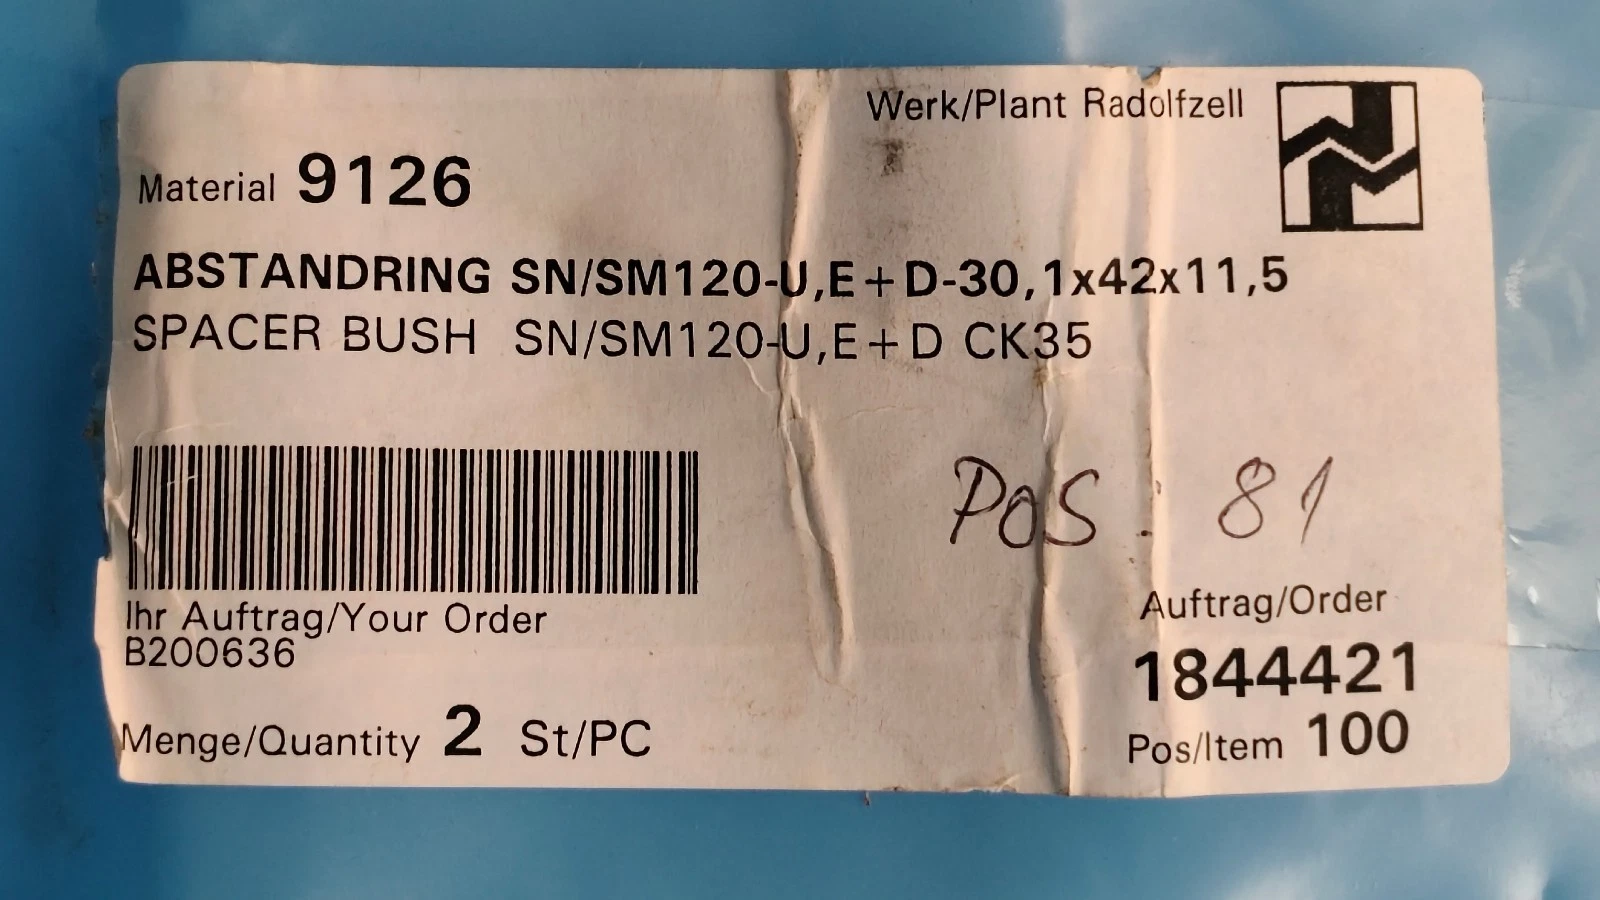 Werk/Plant Radolfzell
Material 9126
ABSTANDRING SN/SM120-U,E+D-30,1x42x11,5
SPACER BUSH SN/SM120-U,E+D CK35
POS. 81
Ihr Auftrag/Your Order
B200636
Auftrag/Order
1844421
Menge/Quantity 2 St/PC
Pos/Item 100